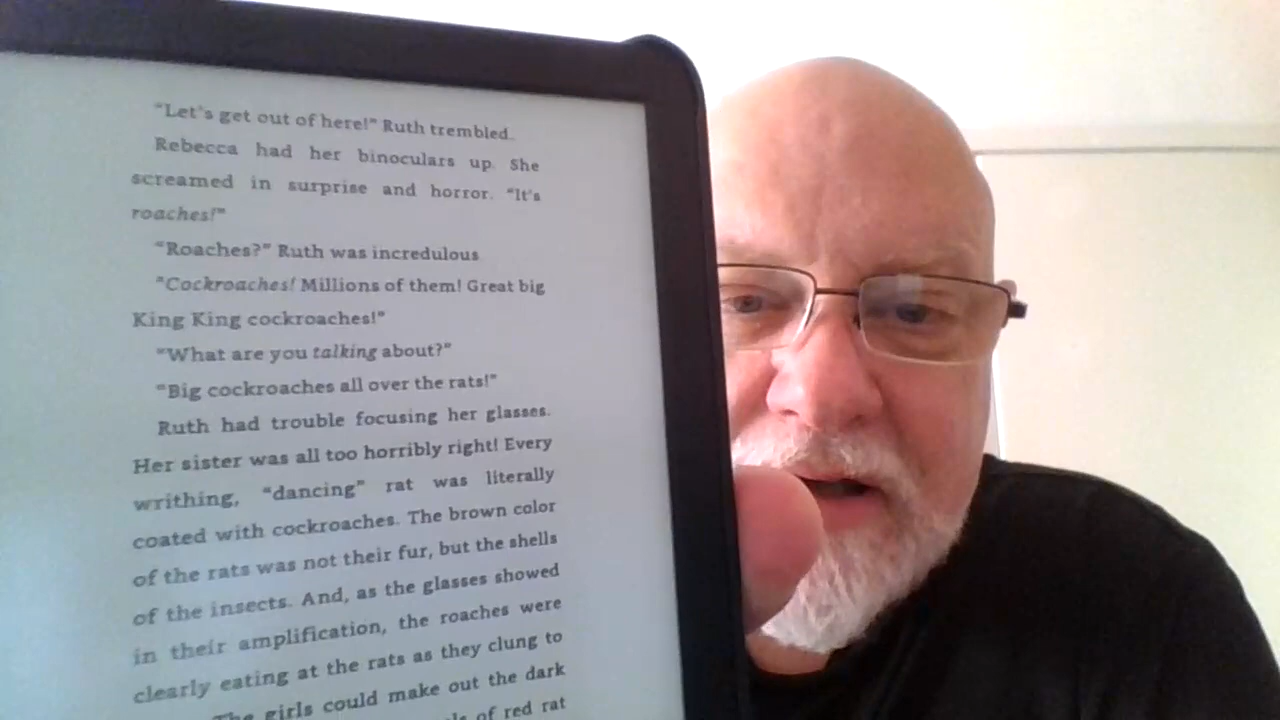 “Let’s get out of here!” Ruth trembled.
Rebecca had her binoculars up. She
screamed in surprise and horror. “It’s
roaches!”
“Roaches?” Ruth was incredulous
“Cockroaches! Millions of them! Great big
King King cockroaches!”
“What are you talking about?”
“Big cockroaches all over the rats!”
Ruth had trouble focusing her glasses.
Her sister was all too horribly right! Every
writhing, “dancing” rat was literally
coated with cockroaches. The brown color
of the rats was not their fur, but the shells
of the insects. And, as the glasses showed
in their amplification, the roaches were
clearly eating at the rats as they clung to
The girls could make out the dark
of red rat